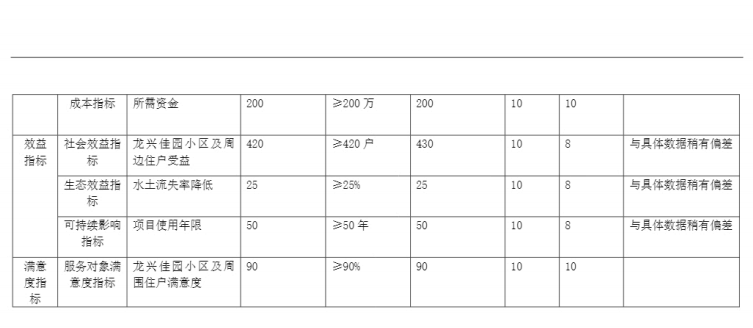 成本指标 所需资金 200 ≥200 万 200 10 10
效益 社会效益指 龙兴佳园小区及周 420 ≥420 户 430 10 8 与具体数据稍有偏差
指标 标 边住户受益
生态效益指 水土流失率降低 25 ≥25% 25 10 8 与具体数据稍有偏差
标
可持续影响 项目使用年限 50 ≥50 年 50 10 8 与具体数据稍有偏差
指标
满意 服务对象满 龙兴佳园小区及周 90 ≥90% 90 10 10
度指 意度指标 围住户满意度
标